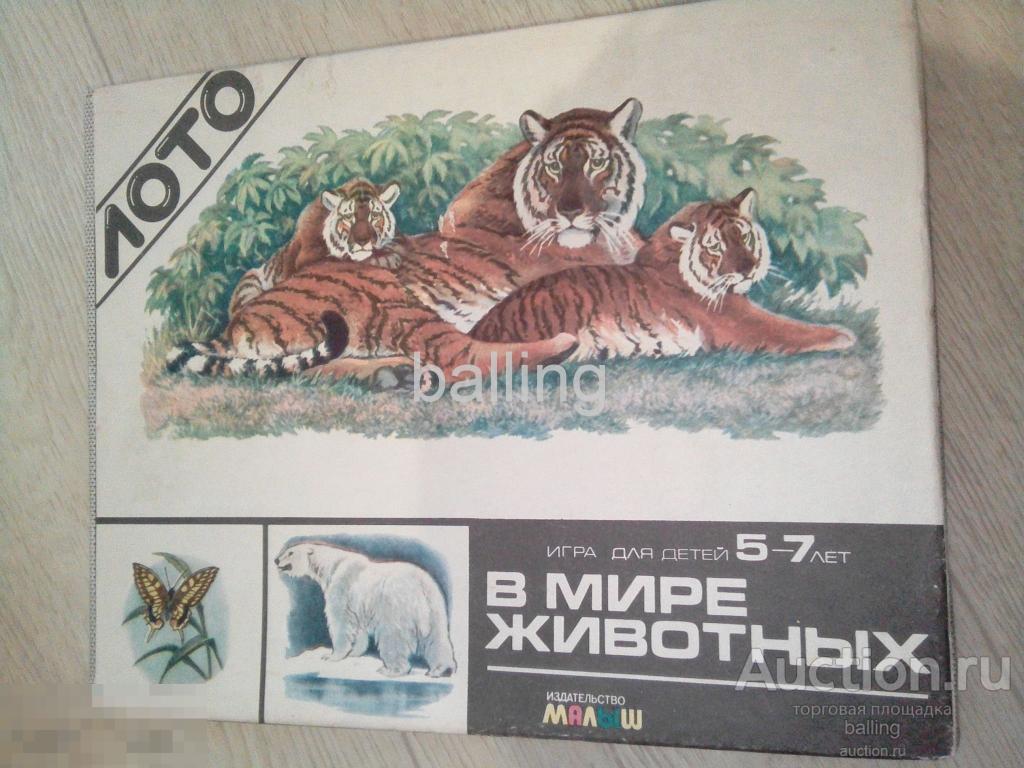 ЛОТО
balling
ИГРА ДЛЯ ДЕТЕЙ 5-7 ЛЕТ
В МИРЕ
ЖИВОТНЫХ
ИЗДАТЕЛЬСТВО
МАЛЫШ
Auction.ru
торговая площадка
balling
auction.ru